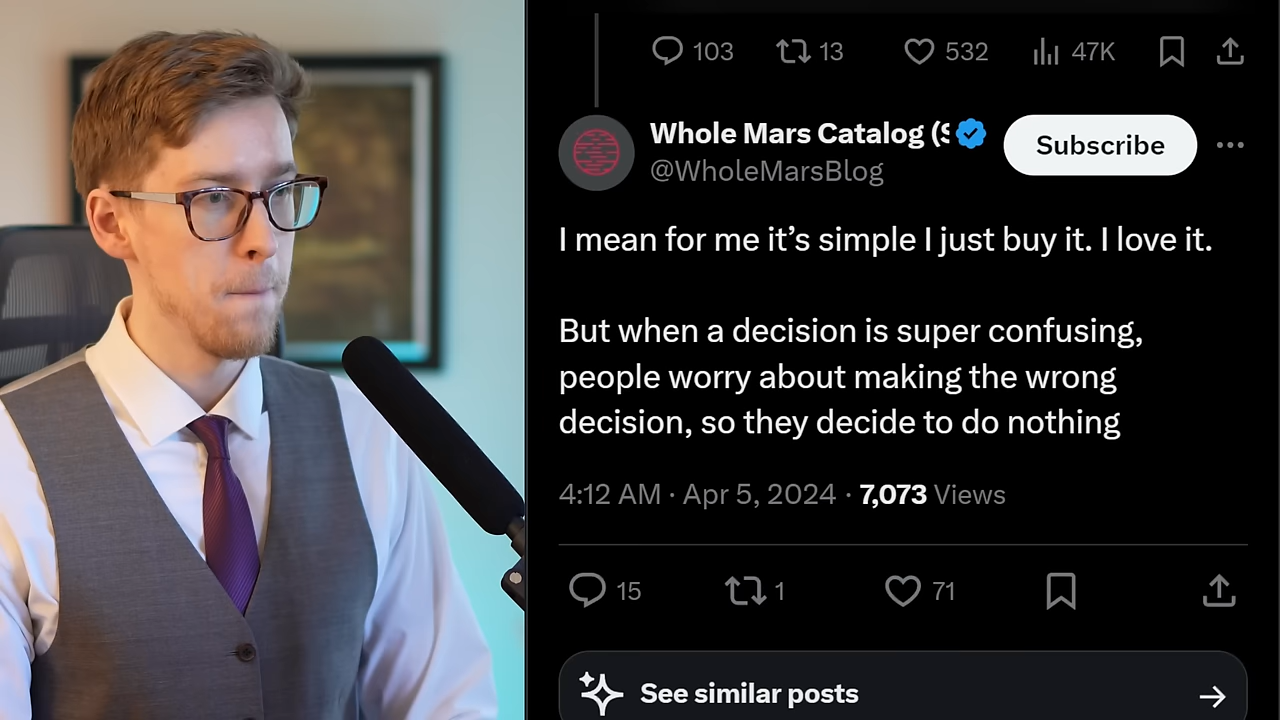 103 13 532 47K
Whole Mars Catalog (S
Subscribe
@WholeMarsBlog
I mean for me it’s simple I just buy it. I love it.
But when a decision is super confusing,
people worry about making the wrong
decision, so they decide to do nothing
4:12 AM · Apr 5, 2024 · 7,073 Views
15 1 71
See similar posts